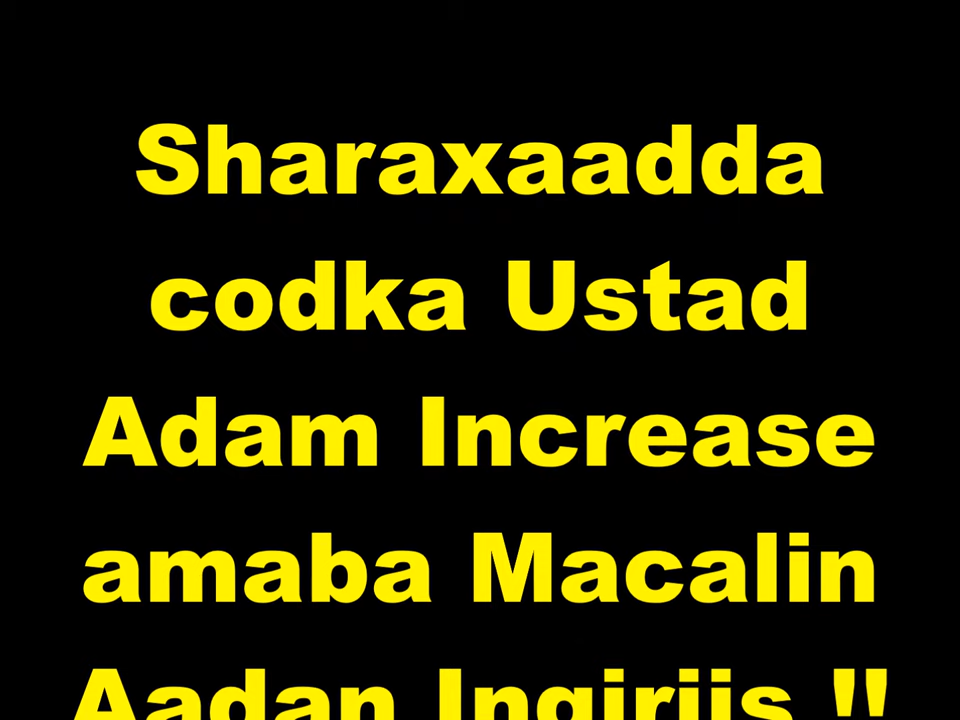 Sharaxaadda
codka Ustad
Adam Increase
amaba Macalin
Aadan Ingiriis !!